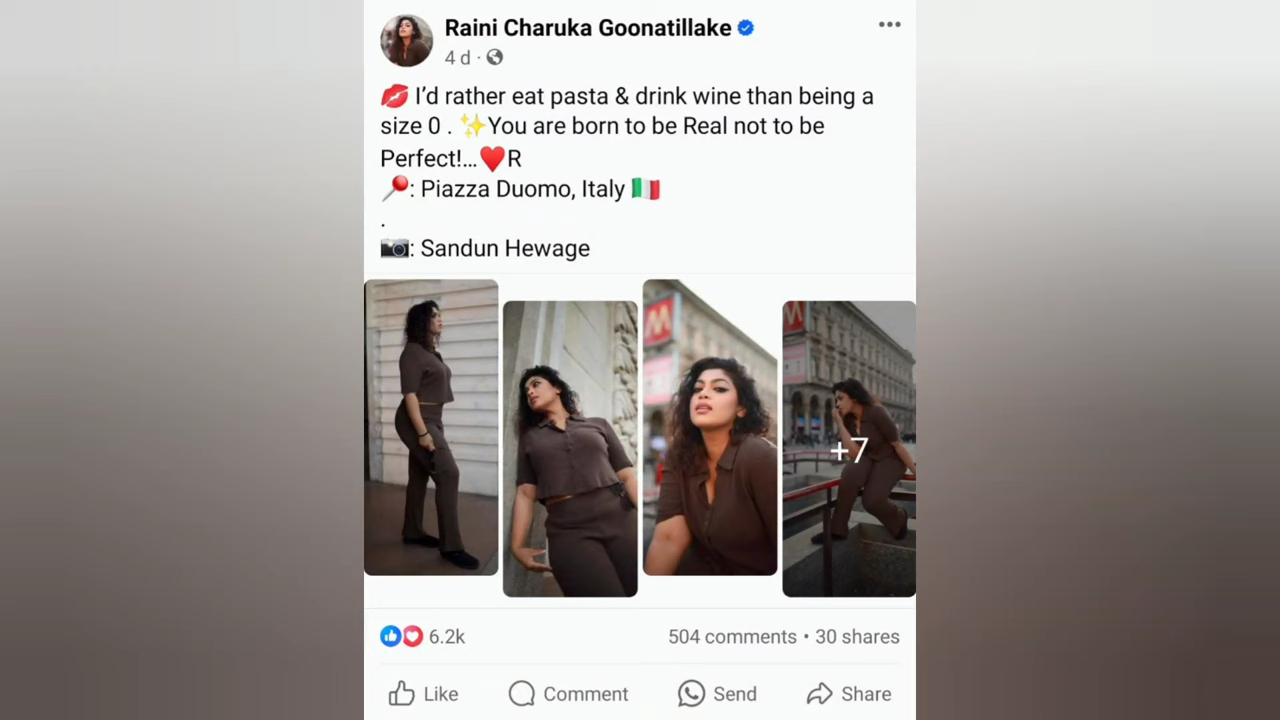 Raini Charuka Goonatillake
4 d ·
💋 I’d rather eat pasta & drink wine than being a
size 0 . ✨You are born to be Real not to be
Perfect!...❤️R
📍: Piazza Duomo, Italy 🇮🇹
.
📷: Sandun Hewage
M
M
+7
6.2k
504 comments • 30 shares
Like
Comment
Send
Share